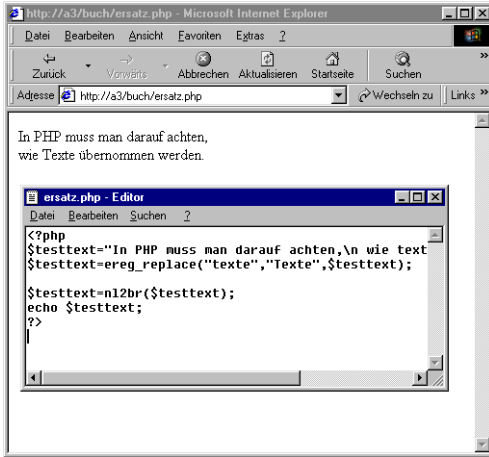 http://a3/buch/ersatz.php - Microsoft Internet Explorer
Datei Bearbeiten Ansicht Favoriten Extras ?
Zurück Vorwärts Abbrechen Aktualisieren Startseite Suchen »
Adresse http://a3/buch/ersatz.php Wechseln zu Links »
In PHP muss man darauf achten,
wie Texte übernommen werden.
ersatz.php - Editor
Datei Bearbeiten Suchen ?
<?php
$testtext="In PHP muss man darauf achten,\n wie text
$testtext=ereg_replace("texte","Texte",$testtext);
$testtext=nl2br($testtext);
echo $testtext;
?>